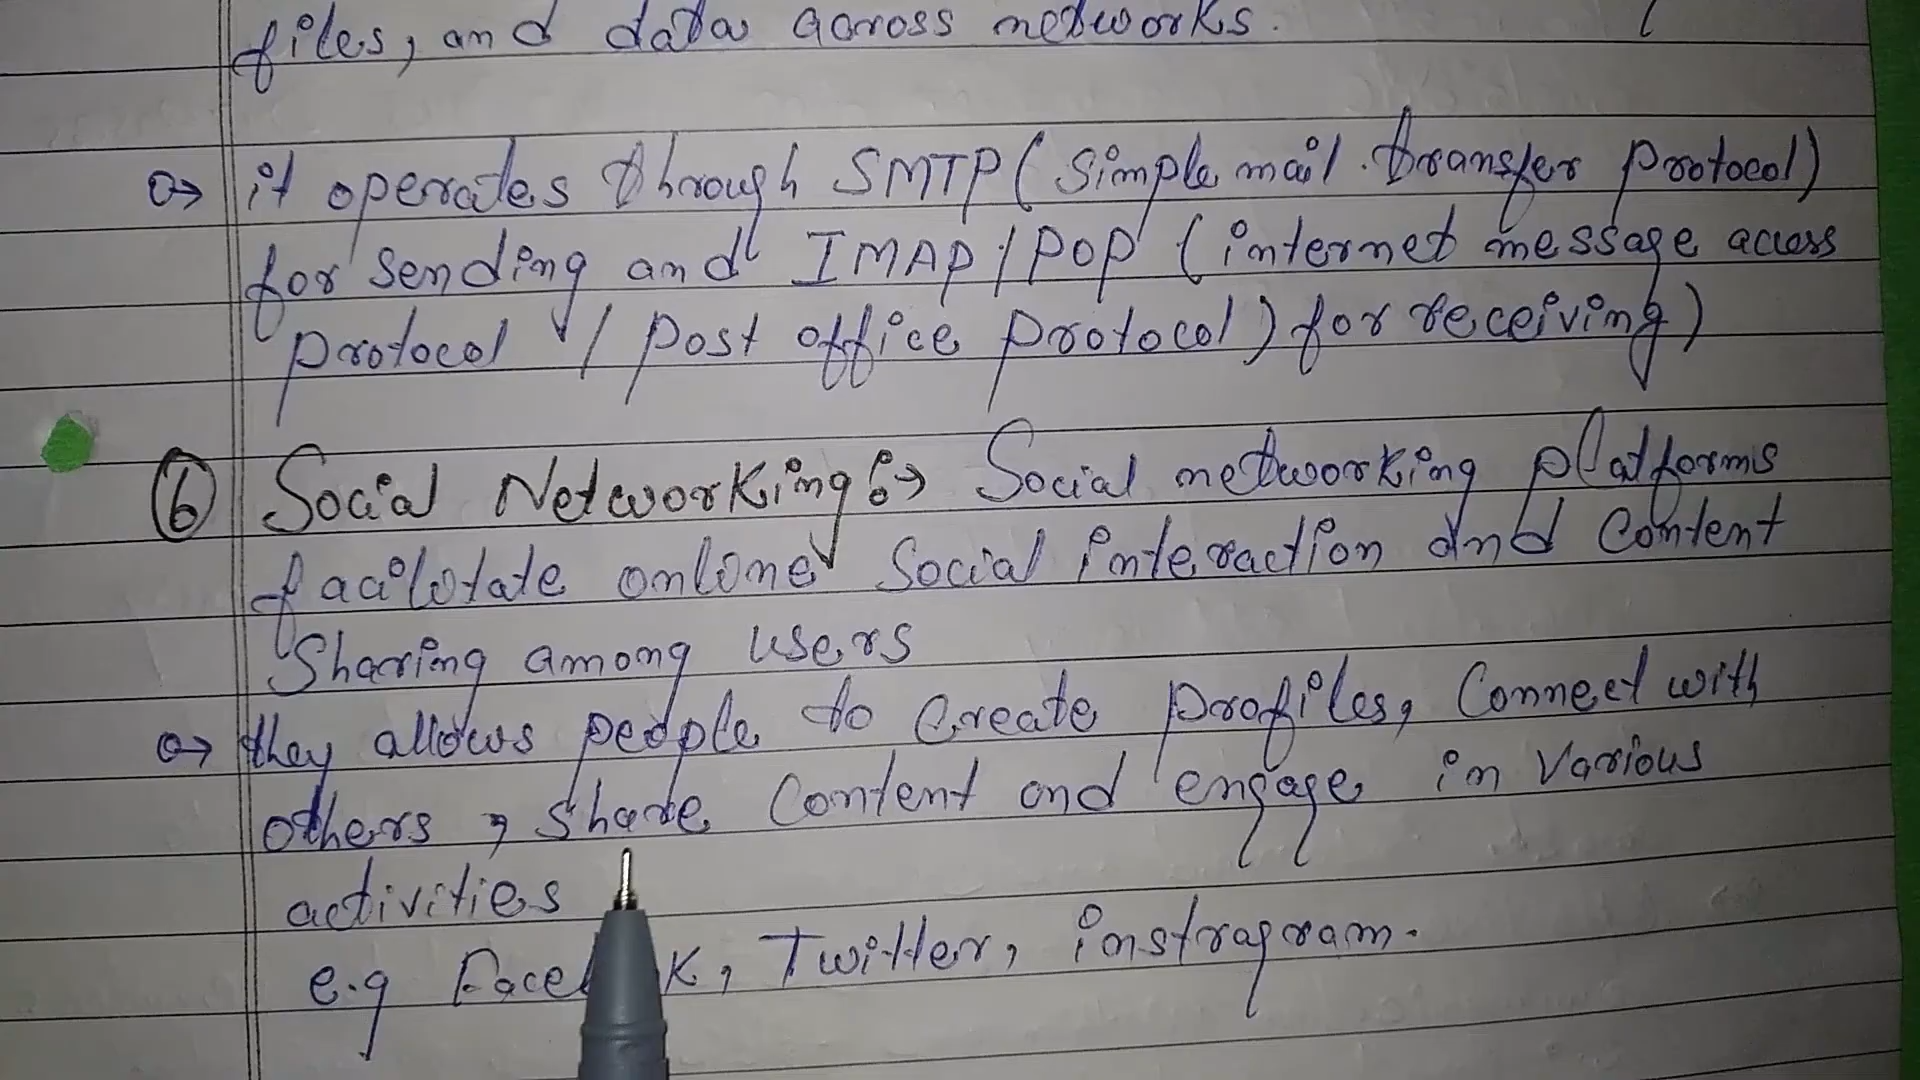 files, and data across networks.
it operates through SMTP (Simple mail transfer protocol)
for sending and IMAP/POP (internet message access
protocol / post office protocol) for receiving)
6 Social Networking :→ Social networking platforms
facilitate online social interaction and content
Sharing among users
they allows people to create profiles, Connect with
others, share Content and engage in various
activities
e.g Twitter, instragram.